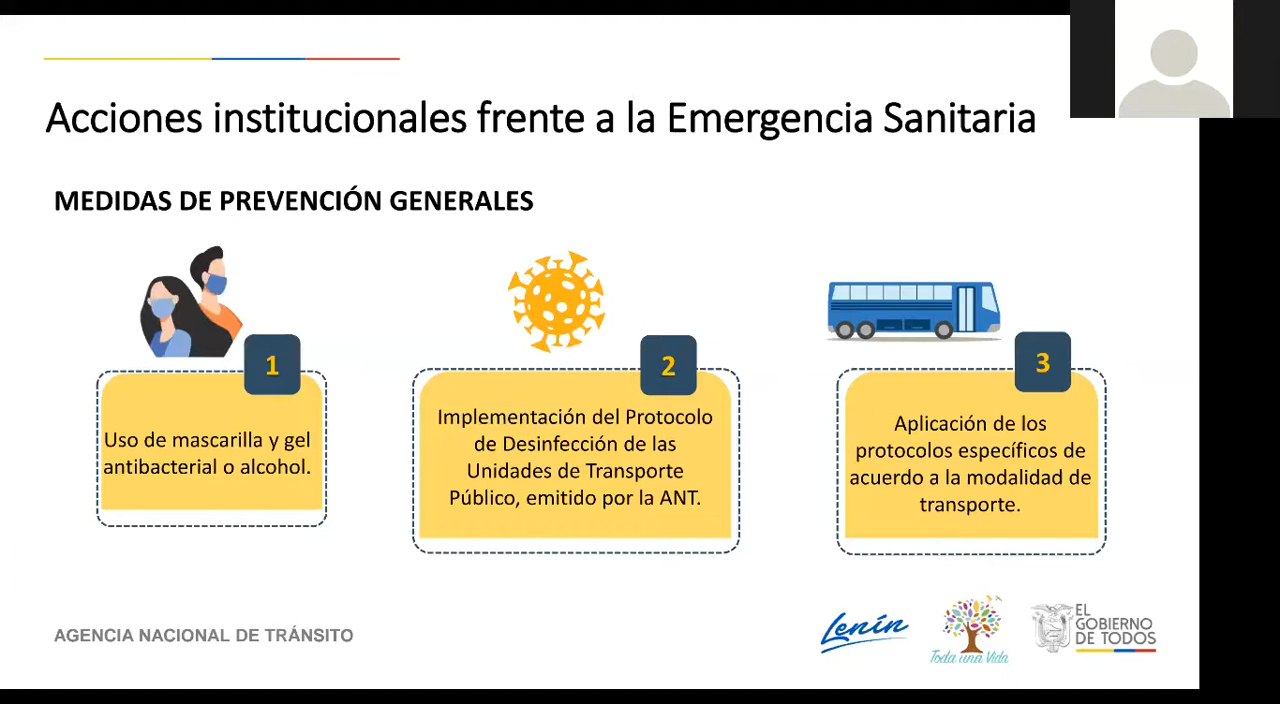 Acciones institucionales frente a la Emergencia Sanitaria
MEDIDAS DE PREVENCIÓN GENERALES
1
Uso de mascarilla y gel
antibacterial o alcohol.
2
Implementación del Protocolo
de Desinfección de las
Unidades de Transporte
Público, emitido por la ANT.
3
Aplicación de los
protocolos específicos de
acuerdo a la modalidad de
transporte.
AGENCIA NACIONAL DE TRÁNSITO
Lenín
Toda una Vida
EL
GOBIERNO
DE TODOS